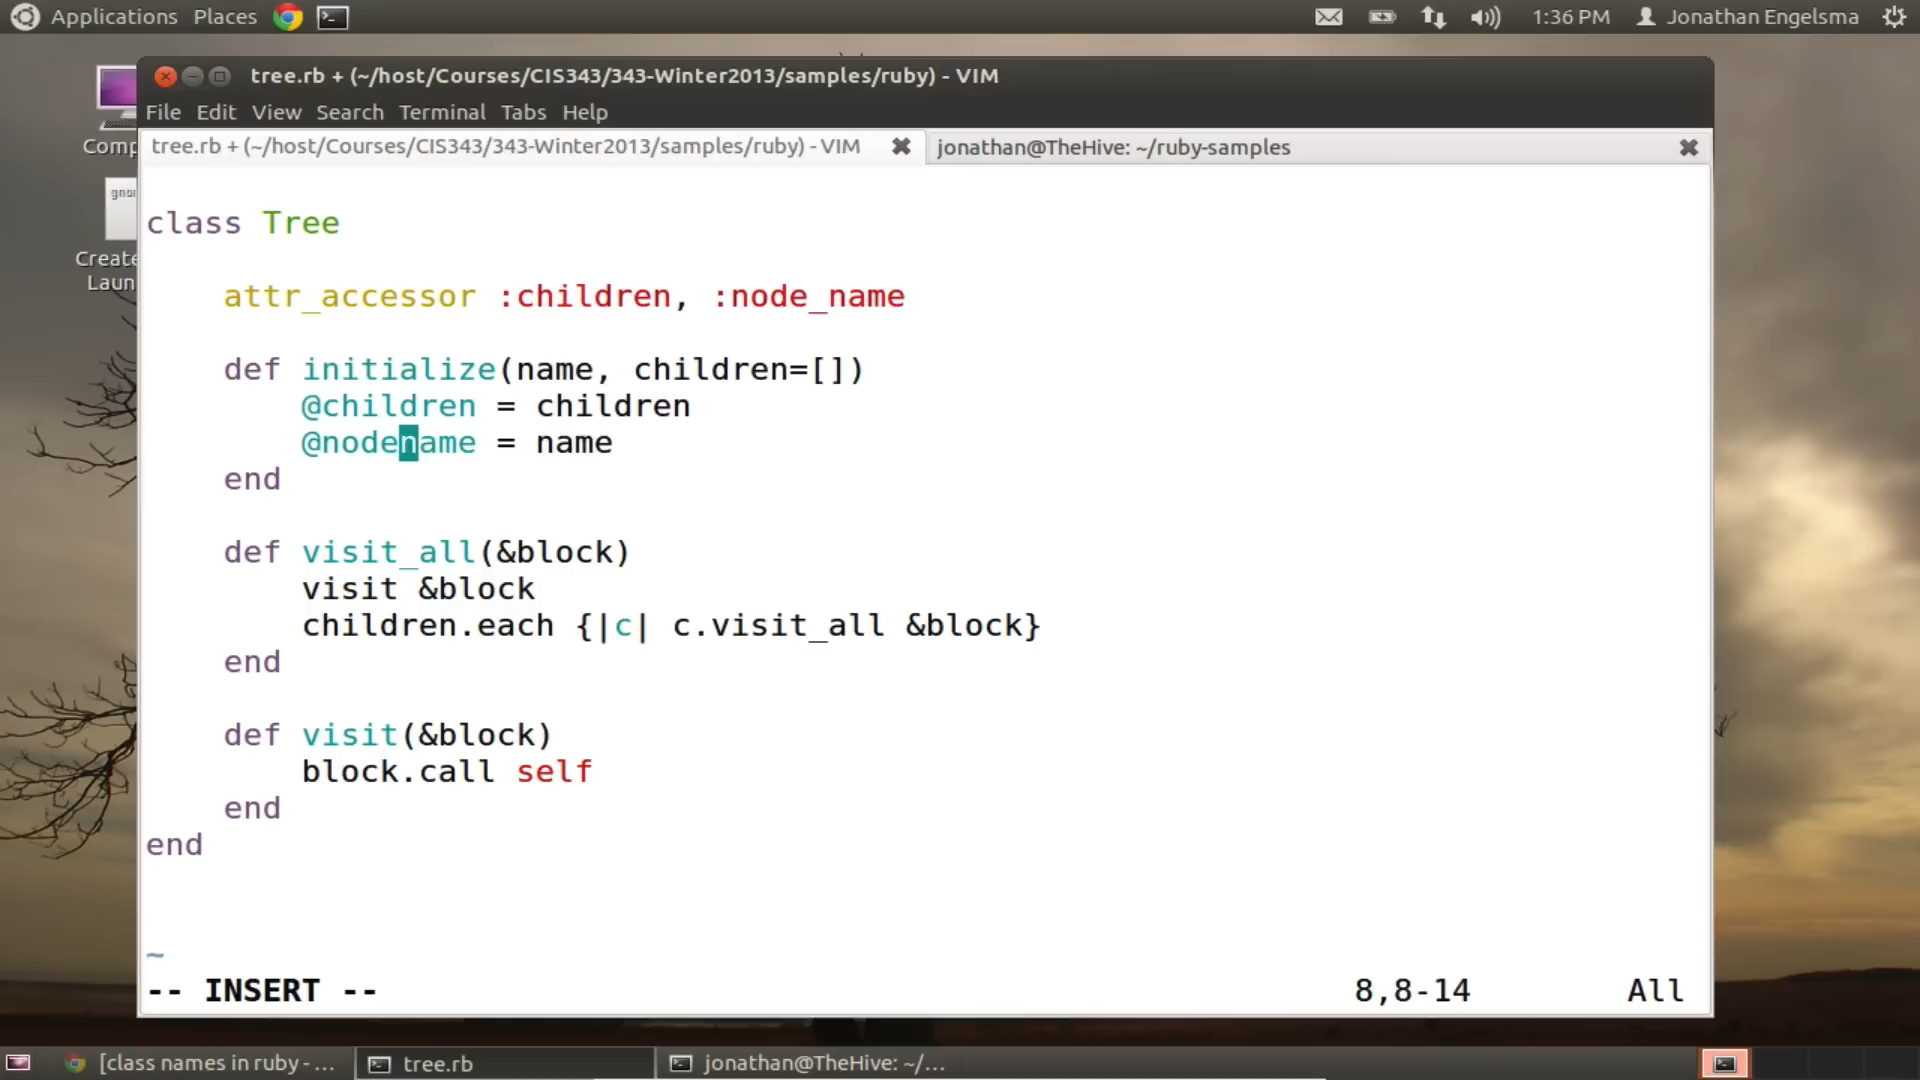 Applications Places 1:36 PM Jonathan Engelsma
tree.rb + (~/host/Courses/CIS343/343-Winter2013/samples/ruby) - VIM
File Edit View Search Terminal Tabs Help
tree.rb + (~/host/Courses/CIS343/343-Winter2013/samples/ruby) - VIM jonathan@TheHive: ~/ruby-samples
Comp
gno
Create
Laun
class Tree
attr_accessor :children, :node_name
def initialize(name, children=[])
@children = children
@nodename = name
end
def visit_all(&block)
visit &block
children.each {|c| c.visit_all &block}
end
def visit(&block)
block.call self
end
end
~
-- INSERT -- 8,8-14 All
[class names in ruby - ... tree.rb jonathan@TheHive: ~/...